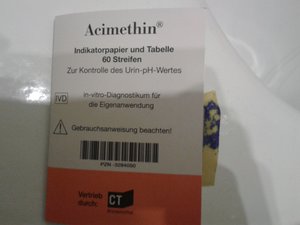 Acimethin®
Indikatorpapier und Tabelle
60 Streifen
Zur Kontrolle des Urin-pH-Wertes
IVD
in-vitro-Diagnostikum für
die Eigenanwendung
Gebrauchsanweisung beachten!
Vertrieb
durch:
CT